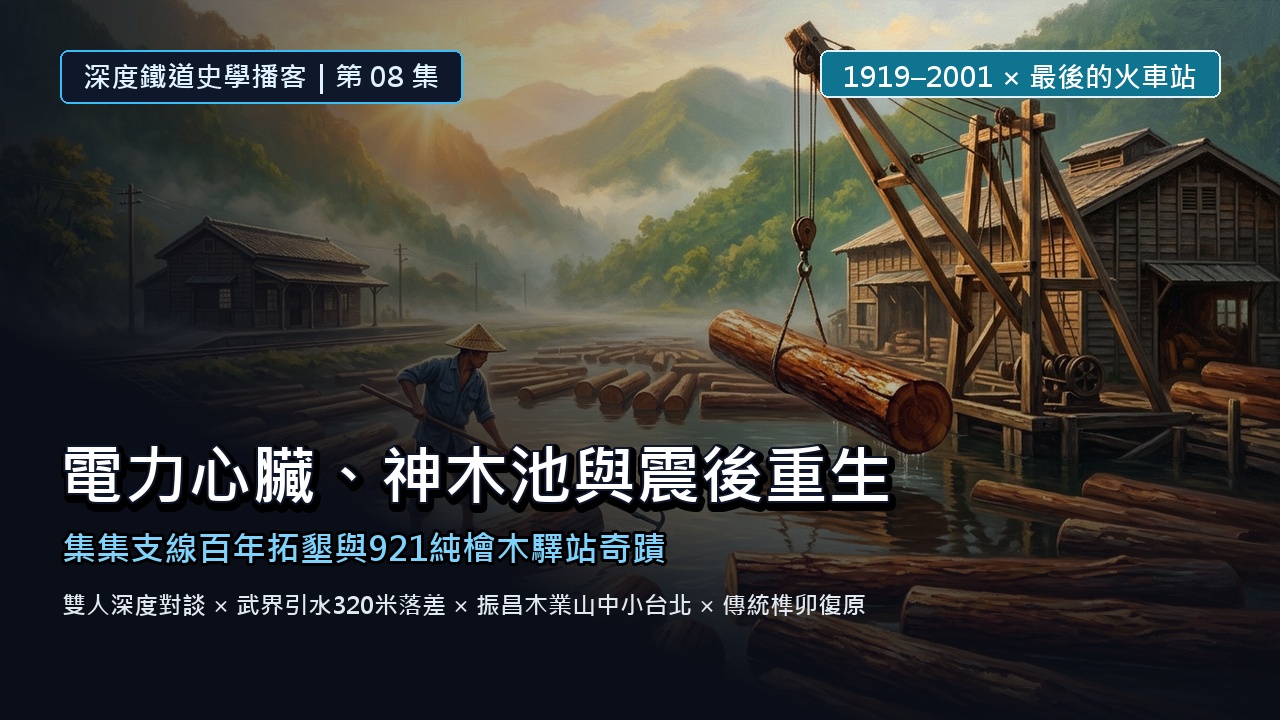 深度鐵道史學播客 | 第 08 集
1919–2001 × 最後的火車站
電力心臟、神木池與震後重生
集集支線百年拓墾與921純檜木驛站奇蹟
雙人深度對談 × 武界引水320米落差 × 振昌木業山中小台北 × 傳統榫卯復原